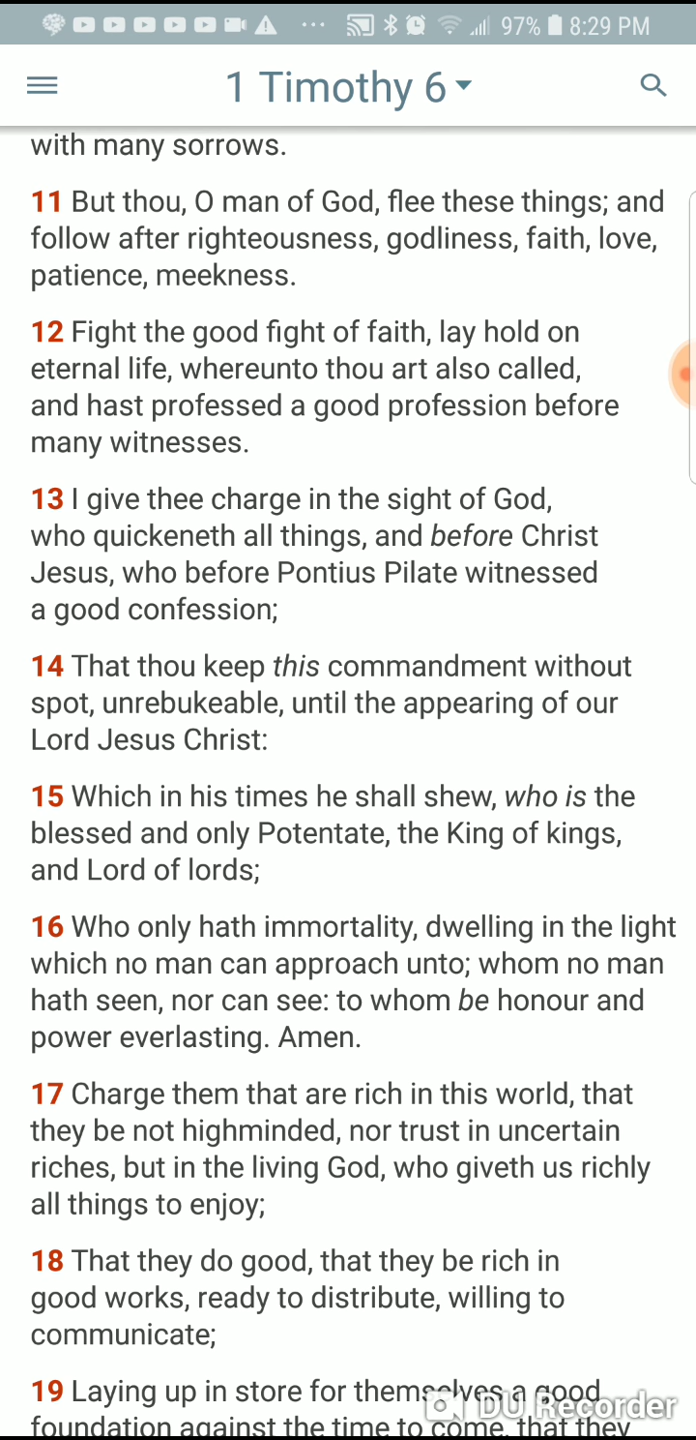 97% 8:29 PM
1 Timothy 6
with many sorrows.
11 But thou, O man of God, flee these things; and
follow after righteousness, godliness, faith, love,
patience, meekness.
12 Fight the good fight of faith, lay hold on
eternal life, whereunto thou art also called,
and hast professed a good profession before
many witnesses.
13 I give thee charge in the sight of God,
who quickeneth all things, and before Christ
Jesus, who before Pontius Pilate witnessed
a good confession;
14 That thou keep this commandment without
spot, unrebukeable, until the appearing of our
Lord Jesus Christ:
15 Which in his times he shall shew, who is the
blessed and only Potentate, the King of kings,
and Lord of lords;
16 Who only hath immortality, dwelling in the light
which no man can approach unto; whom no man
hath seen, nor can see: to whom be honour and
power everlasting. Amen.
17 Charge them that are rich in this world, that
they be not highminded, nor trust in uncertain
riches, but in the living God, who giveth us richly
all things to enjoy;
18 That they do good, that they be rich in
good works, ready to distribute, willing to
communicate;
19 Laying up in store for themselves a good
DU Recorder
foundation against the time to come, that they